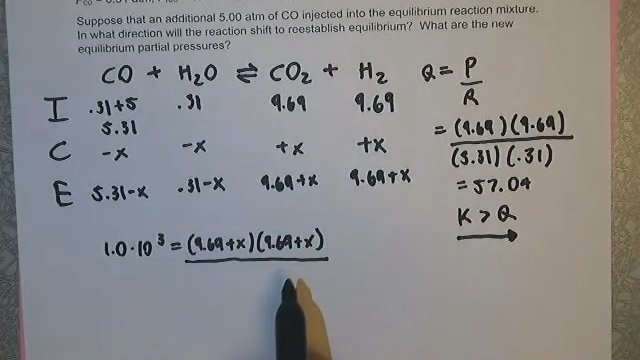 Suppose that an additional 5.00 atm of CO injected into the equilibrium reaction mixture.
In what direction will the reaction shift to reestablish equilibrium? What are the new
equilibrium partial pressures?
CO + H₂O ⇌ CO₂ + H₂
I .31+5 .31 9.69 9.69
5.31
C -x -x +x +x
E 5.31-x .31-x 9.69+x 9.69+x
1.0·10³ = (9.69+x)(9.69+x)
Q = P/R
= (9.69)(9.69)
(5.31)(.31)
= 57.04
K > Q
→